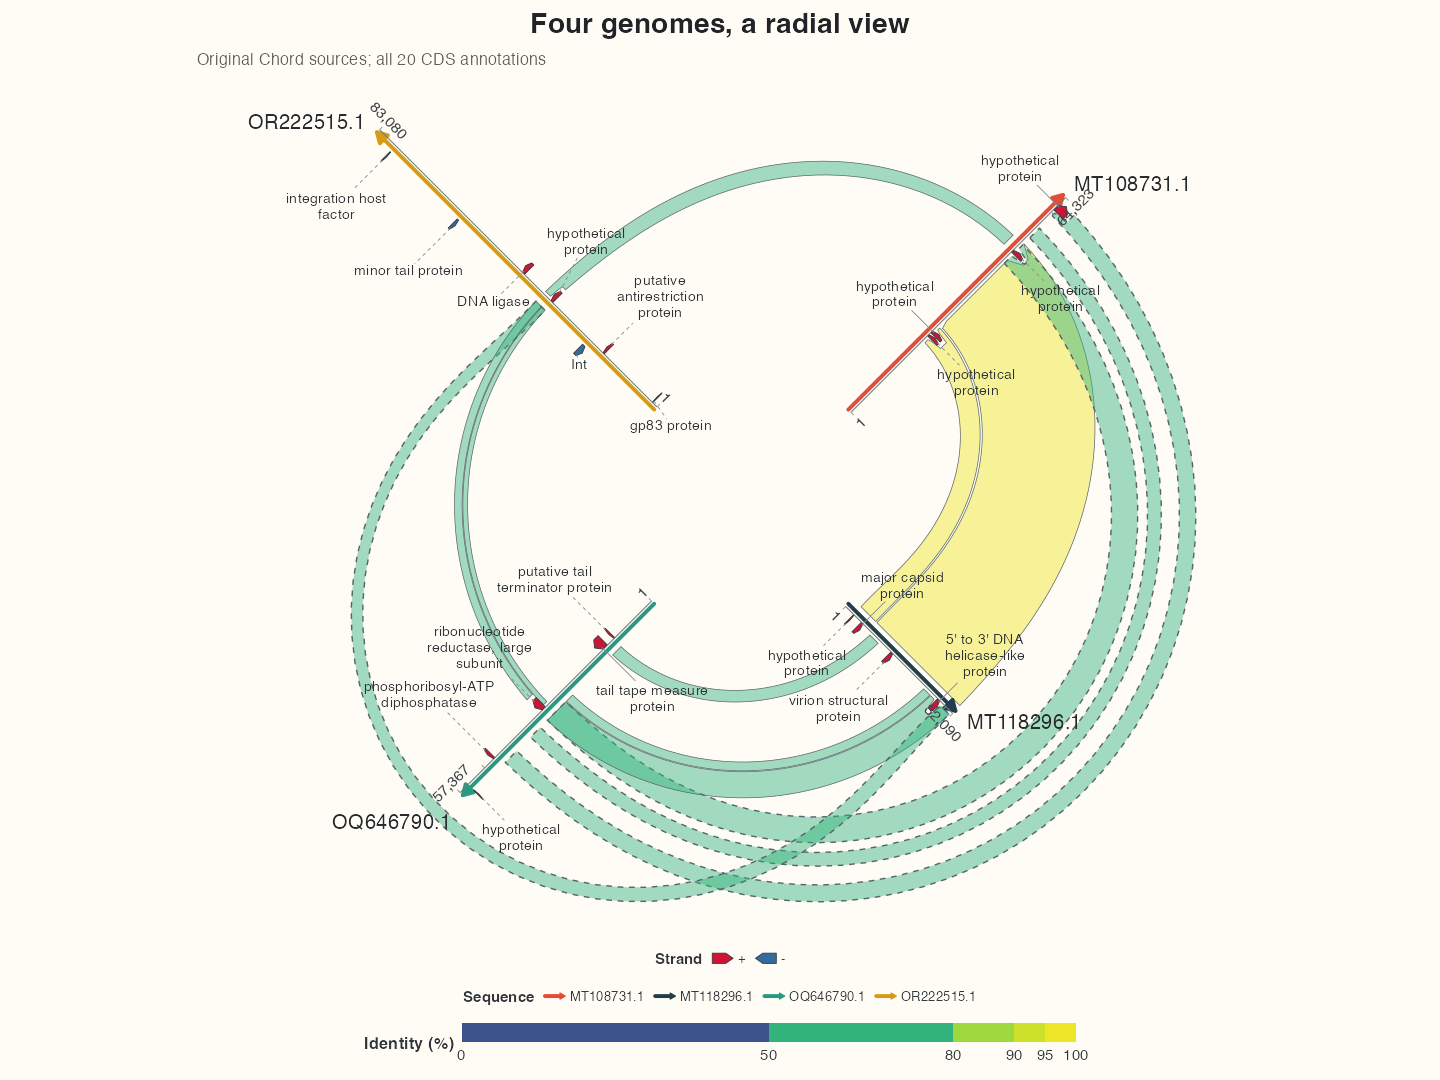 Four genomes, a radial view
Original Chord sources; all 20 CDS annotations
83,080
OR222515.1
integration host
factor
minor tail protein
DNA ligase
hypothetical
protein
putative
antirestriction
protein
Int
1
gp83 protein
hypothetical
protein
MT108731.1
hypothetical
protein
hypothetical
protein
hypothetical
protein
1
putative tail
terminator protein
1
ribonucleotide
reductase, large
subunit
phosphoribosyl-ATP
diphosphatase
tail tape measure
protein
57,367
OQ646790.1
hypothetical
protein
major capsid
protein
1
hypothetical
protein
virion structural
protein
5' to 3' DNA
helicase-like
protein
MT118296.1
Strand + -
Sequence MT108731.1 MT118296.1 OQ646790.1 OR222515.1
Identity (%)
0 50 80 90 95 100